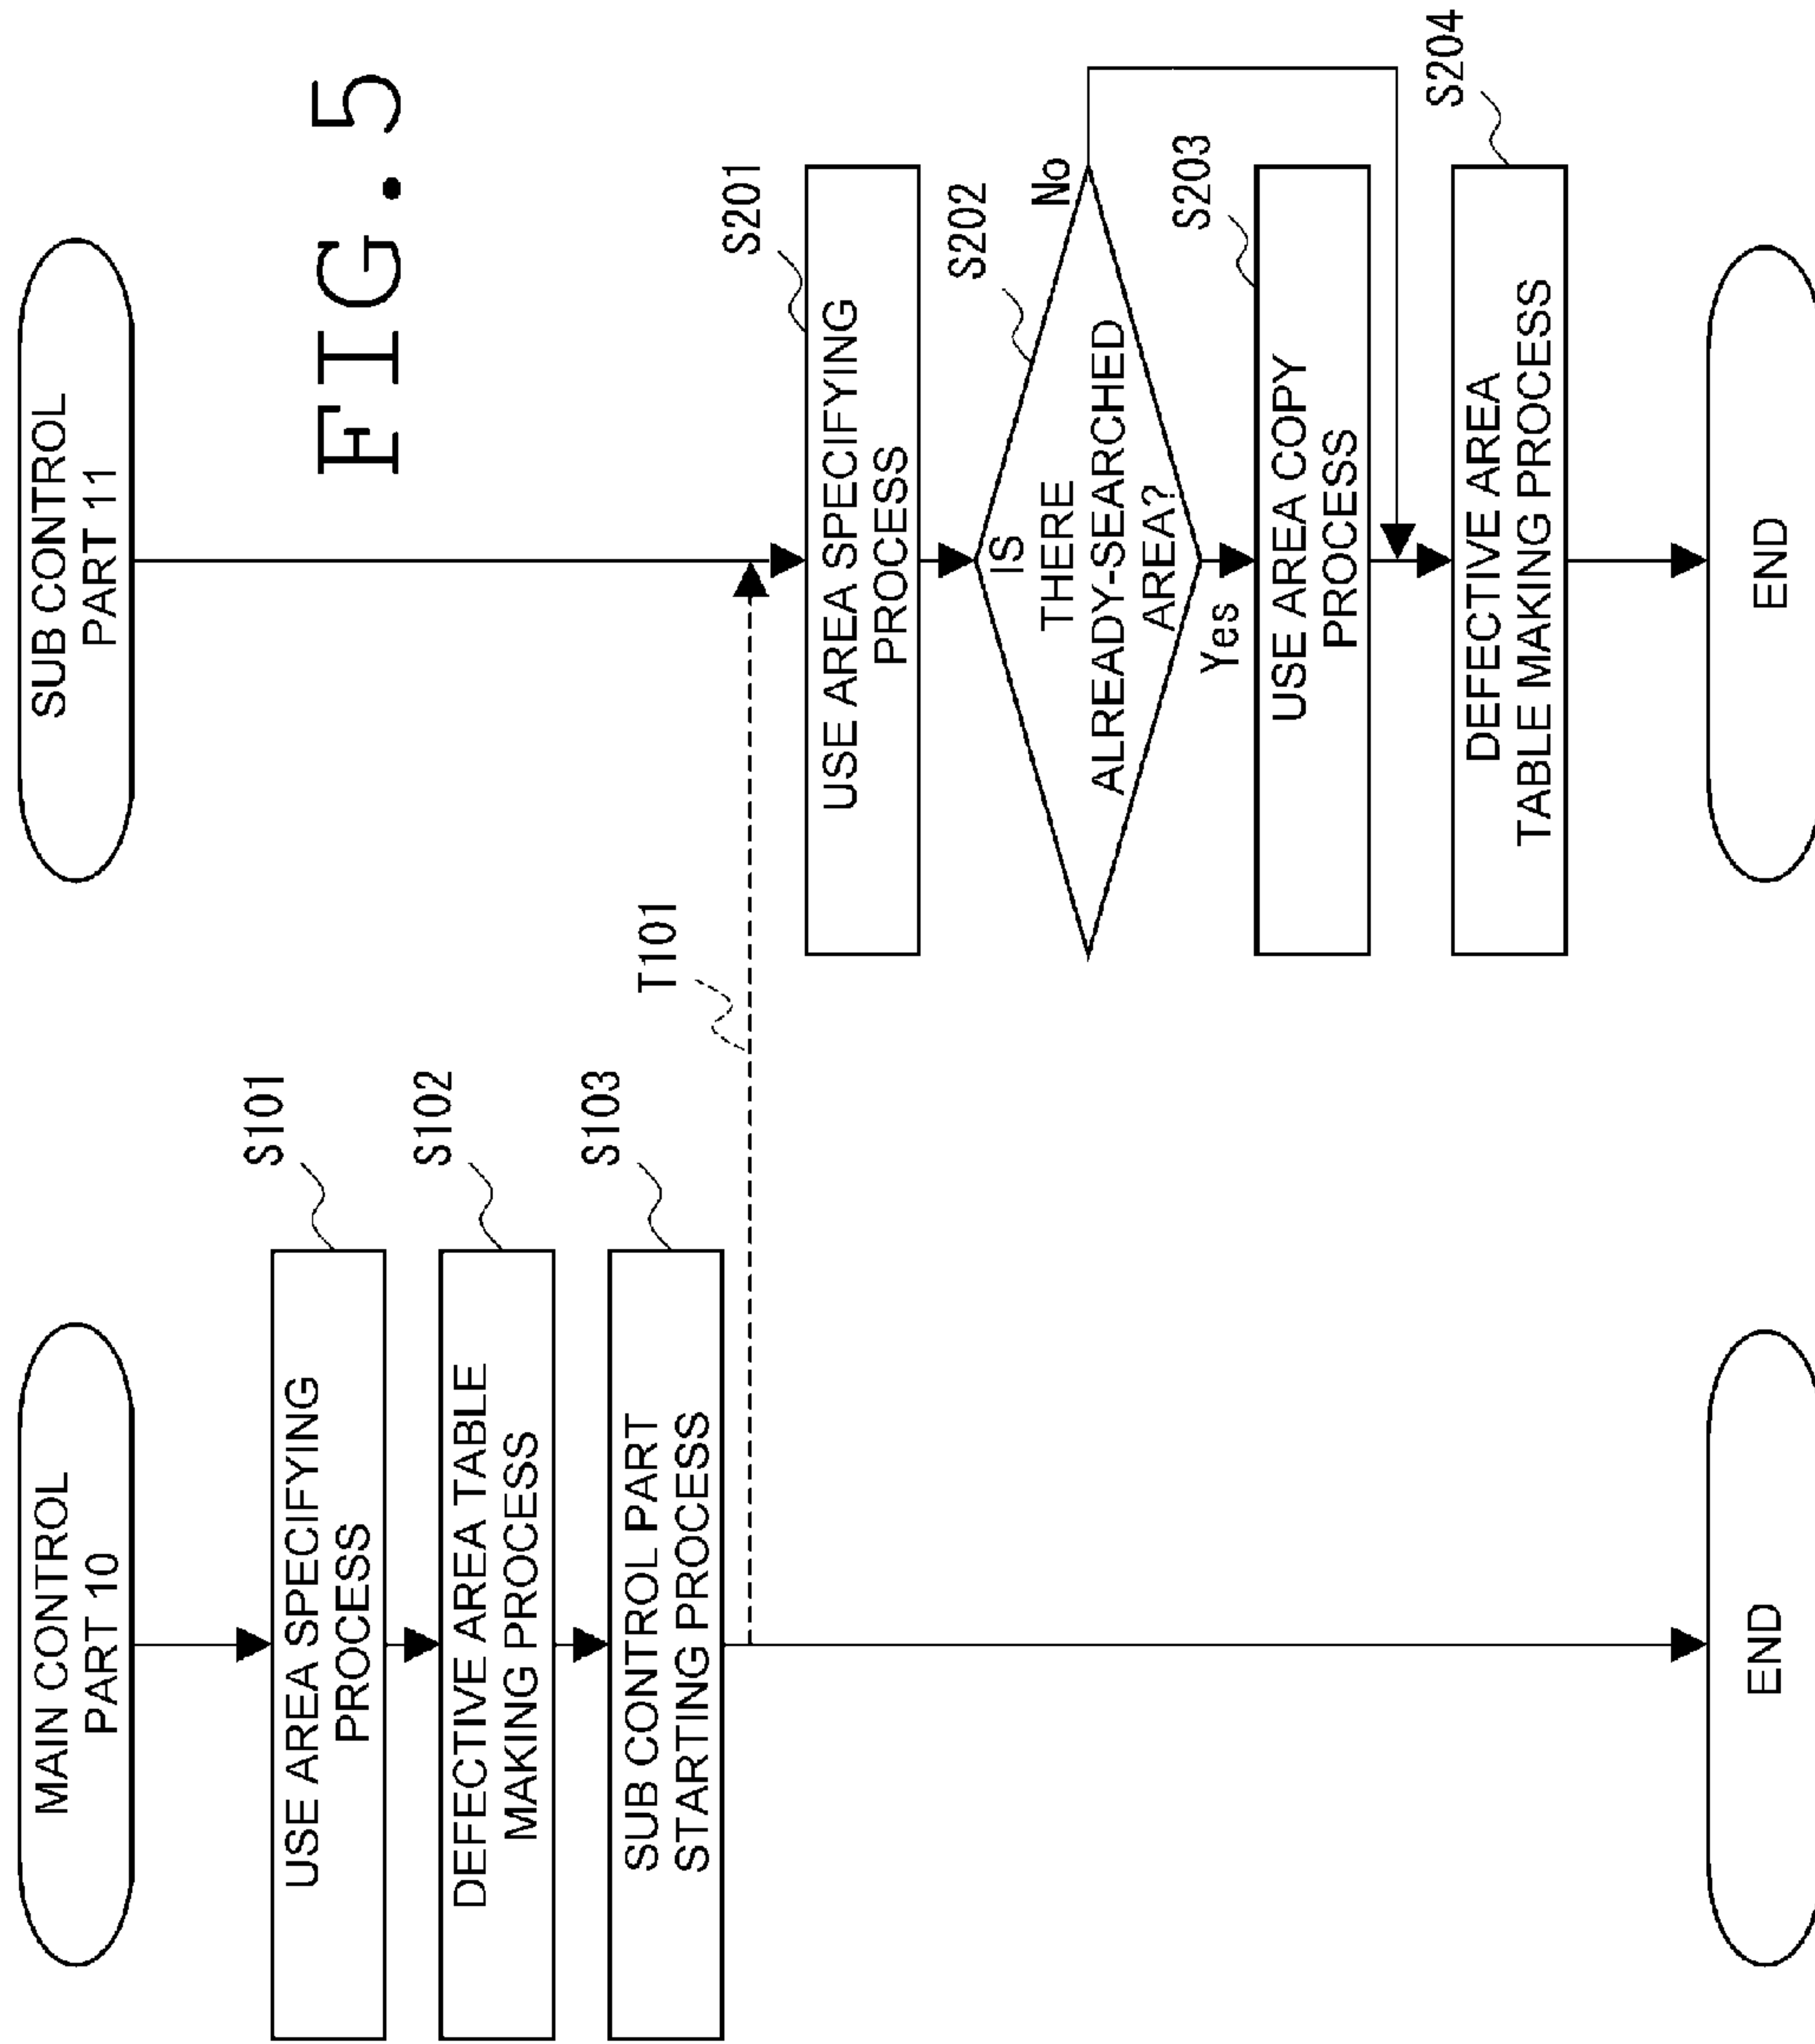 FIG.5
MAIN CONTROL
PART 10
S101
USE AREA SPECIFYING
PROCESS
S102
DEFECTIVE AREA TABLE
MAKING PROCESS
S103
SUB CONTROL PART
STARTING PROCESS
T101
END
SUB CONTROL
PART 11
S201
USE AREA SPECIFYING
PROCESS
S202
IS
THERE
ALREADY-SEARCHED
AREA?
No
Yes
S203
USE AREA COPY
PROCESS
S204
DEFECTIVE AREA
TABLE MAKING PROCESS
END